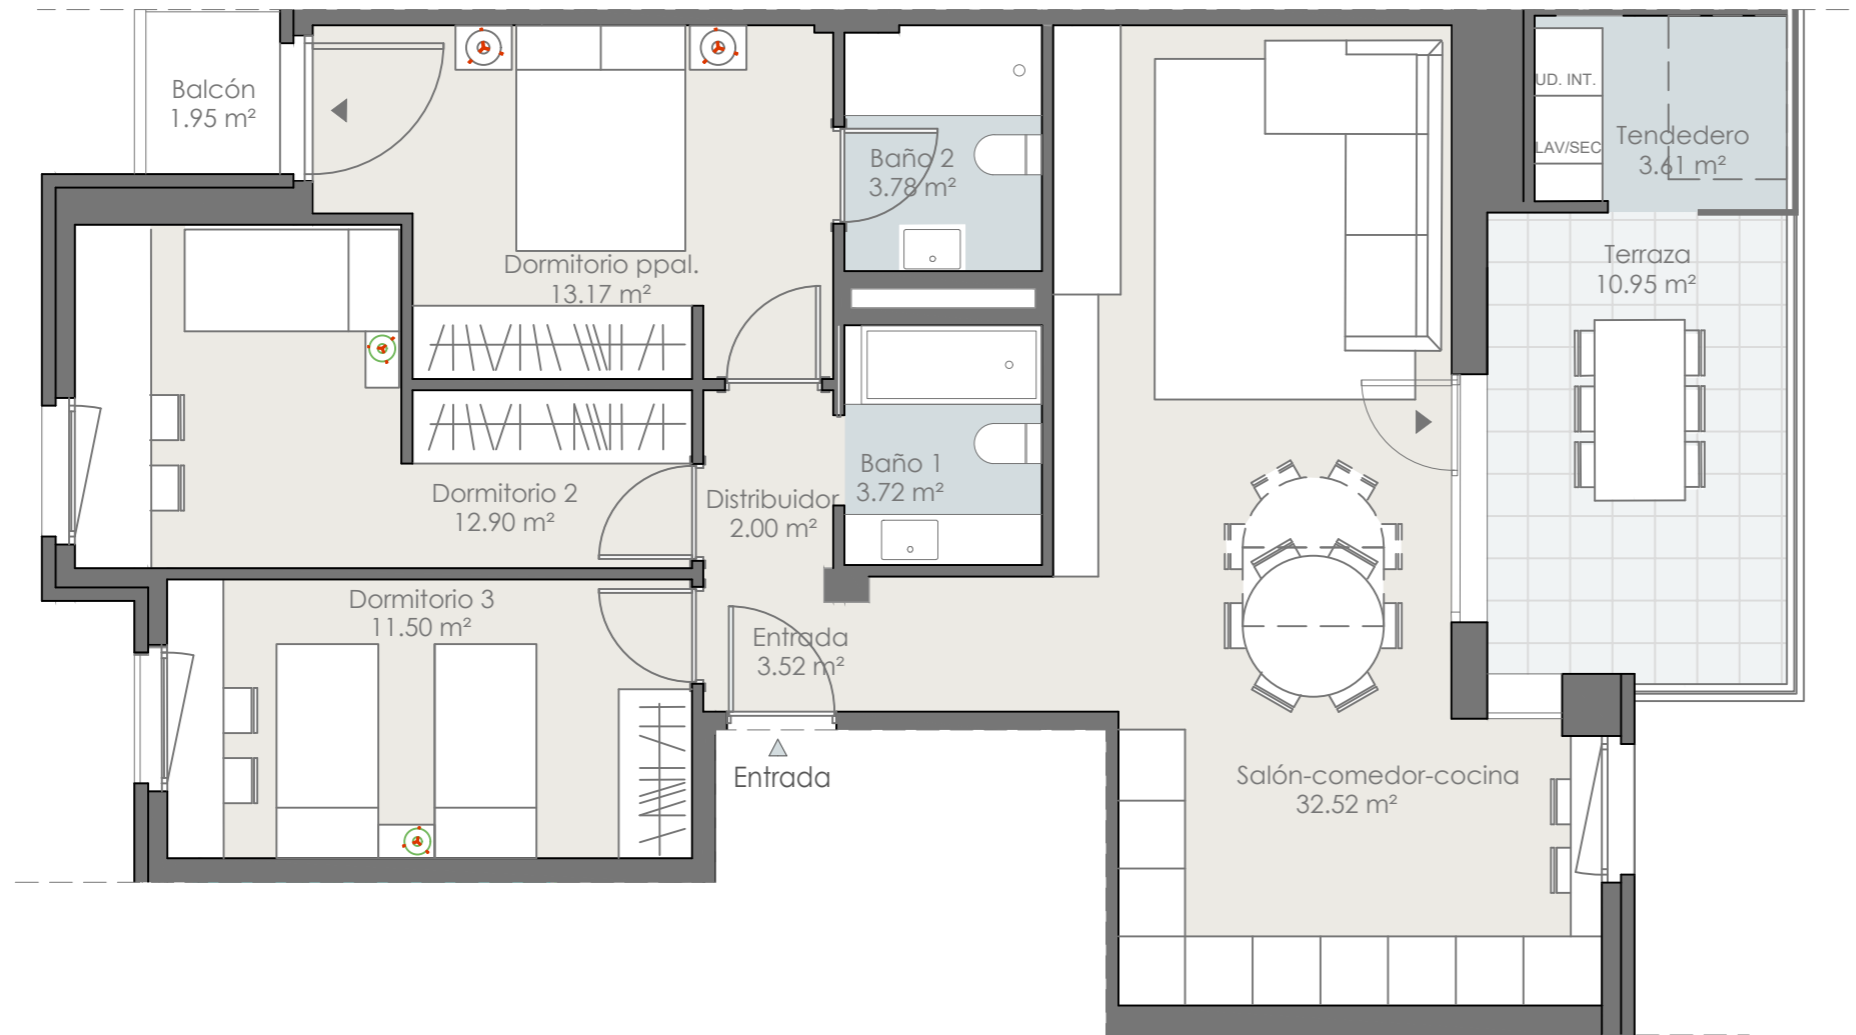 Balcón
1.95 m²
Dormitorio ppal.
13.17 m²
Baño 2
3.78 m²
UD. INT.
LAV/SEC
Tendedero
3.61 m²
Terraza
10.95 m²
Dormitorio 2
12.90 m²
Distribuidor
2.00 m²
Baño 1
3.72 m²
Dormitorio 3
11.50 m²
Entrada
3.52 m²
Entrada
Salón-comedor-cocina
32.52 m²